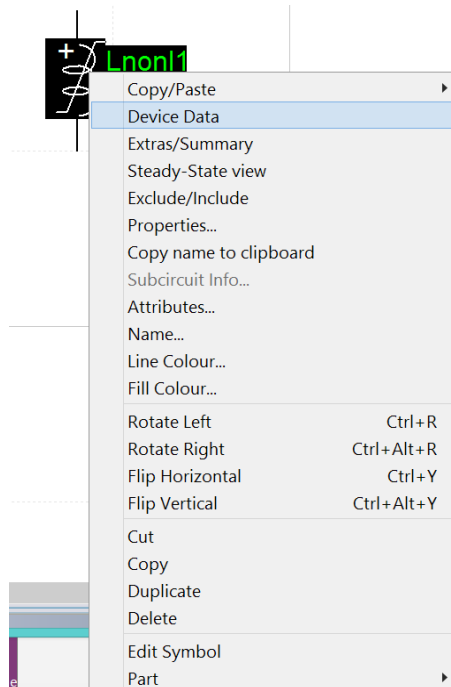 +
Lnonl1
Copy/Paste
Device Data
Extras/Summary
Steady-State view
Exclude/Include
Properties...
Copy name to clipboard
Subcircuit Info...
Attributes...
Name...
Line Colour...
Fill Colour...
Rotate Left Ctrl+R
Rotate Right Ctrl+Alt+R
Flip Horizontal Ctrl+Y
Flip Vertical Ctrl+Alt+Y
Cut
Copy
Duplicate
Delete
Edit Symbol
Part
e